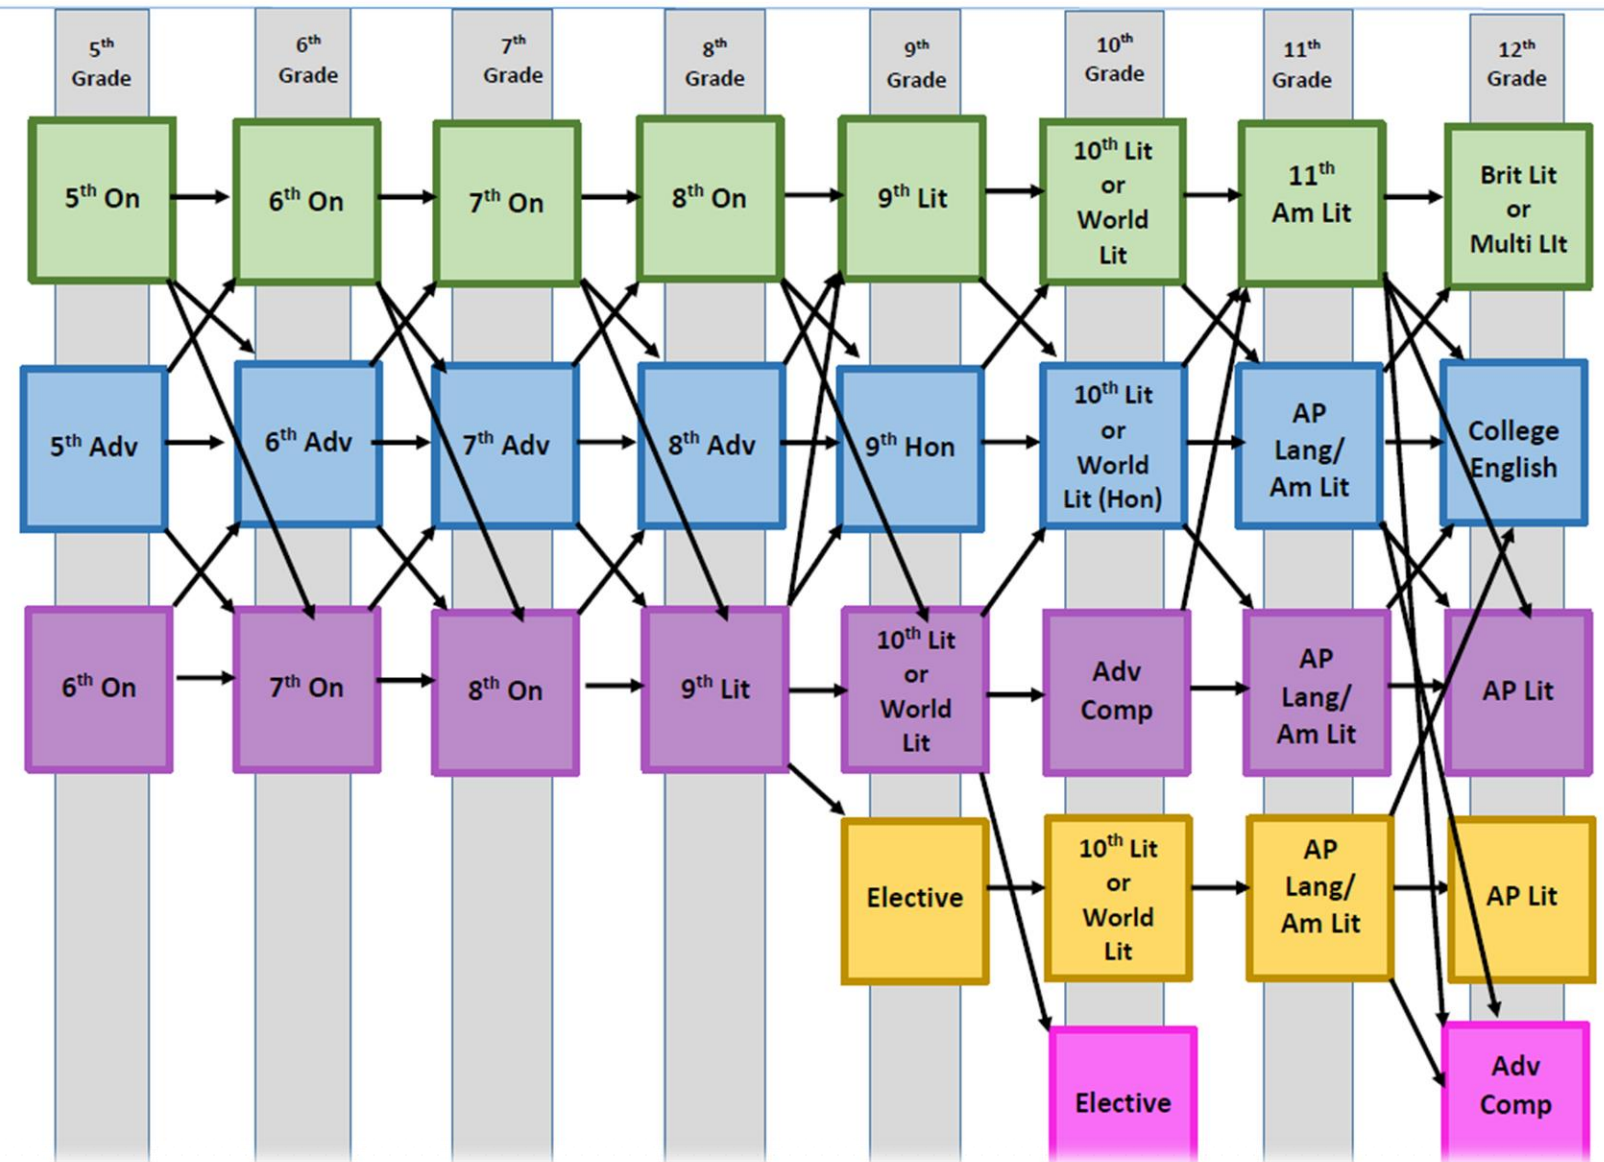 5th Grade
6th Grade
7th Grade
8th Grade
9th Grade
10th Grade
11th Grade
12th Grade
5th On
6th On
7th On
8th On
9th Lit
10th Lit
or
World
Lit
11th
Am Lit
Brit Lit
or
Multi LIt
5th Adv
6th Adv
7th Adv
8th Adv
9th Hon
10th Lit
or
World
Lit (Hon)
AP
Lang/
Am Lit
College
English
6th On
7th On
8th On
9th Lit
10th Lit
or
World
Lit
Adv
Comp
AP
Lang/
Am Lit
AP Lit
Elective
10th Lit
or
World
Lit
AP
Lang/
Am Lit
AP Lit
Elective
Adv
Comp